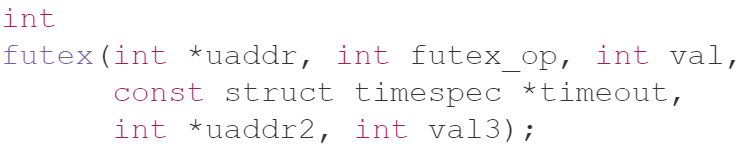 int
futex(int *uaddr, int futex_op, int val,
      const struct timespec *timeout,
      int *uaddr2, int val3);